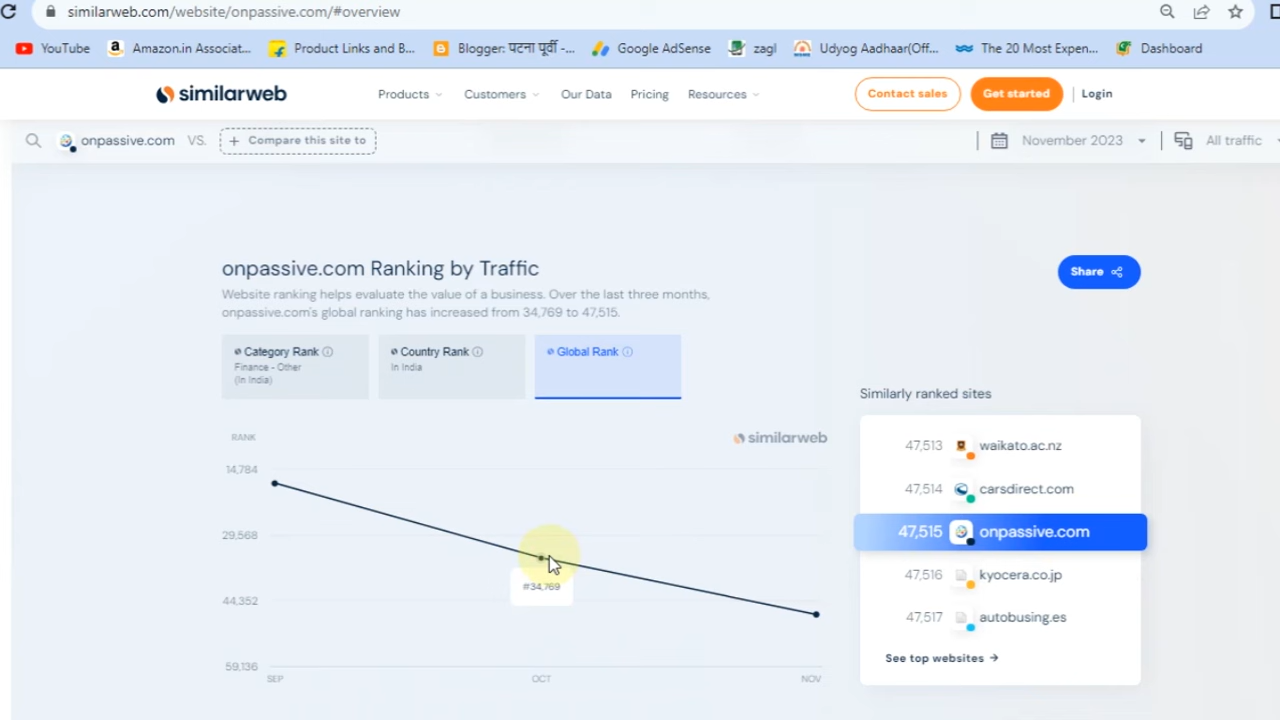 similarweb.com/website/onpassive.com/#overview
YouTube Amazon.in Associat... Product Links and B... Blogger: पटना पूर्वी -... Google AdSense zagl Udyog Aadhaar(Off... The 20 Most Expen... Dashboard
similarweb Products Customers Our Data Pricing Resources Contact sales Get started Login
onpassive.com VS. + Compare this site to November 2023 All traffic
onpassive.com Ranking by Traffic
Share
Website ranking helps evaluate the value of a business. Over the last three months,
onpassive.com's global ranking has increased from 34,769 to 47,515.
Category Rank
Finance - Other
(In India)
Country Rank
In India
Global Rank
RANK
similarweb
14,784
29,568
44,352
59,136
#34,769
SEP OCT NOV
Similarly ranked sites
47,513 waikato.ac.nz
47,514 carsdirect.com
47,515 onpassive.com
47,516 kyocera.co.jp
47,517 autobusing.es
See top websites →